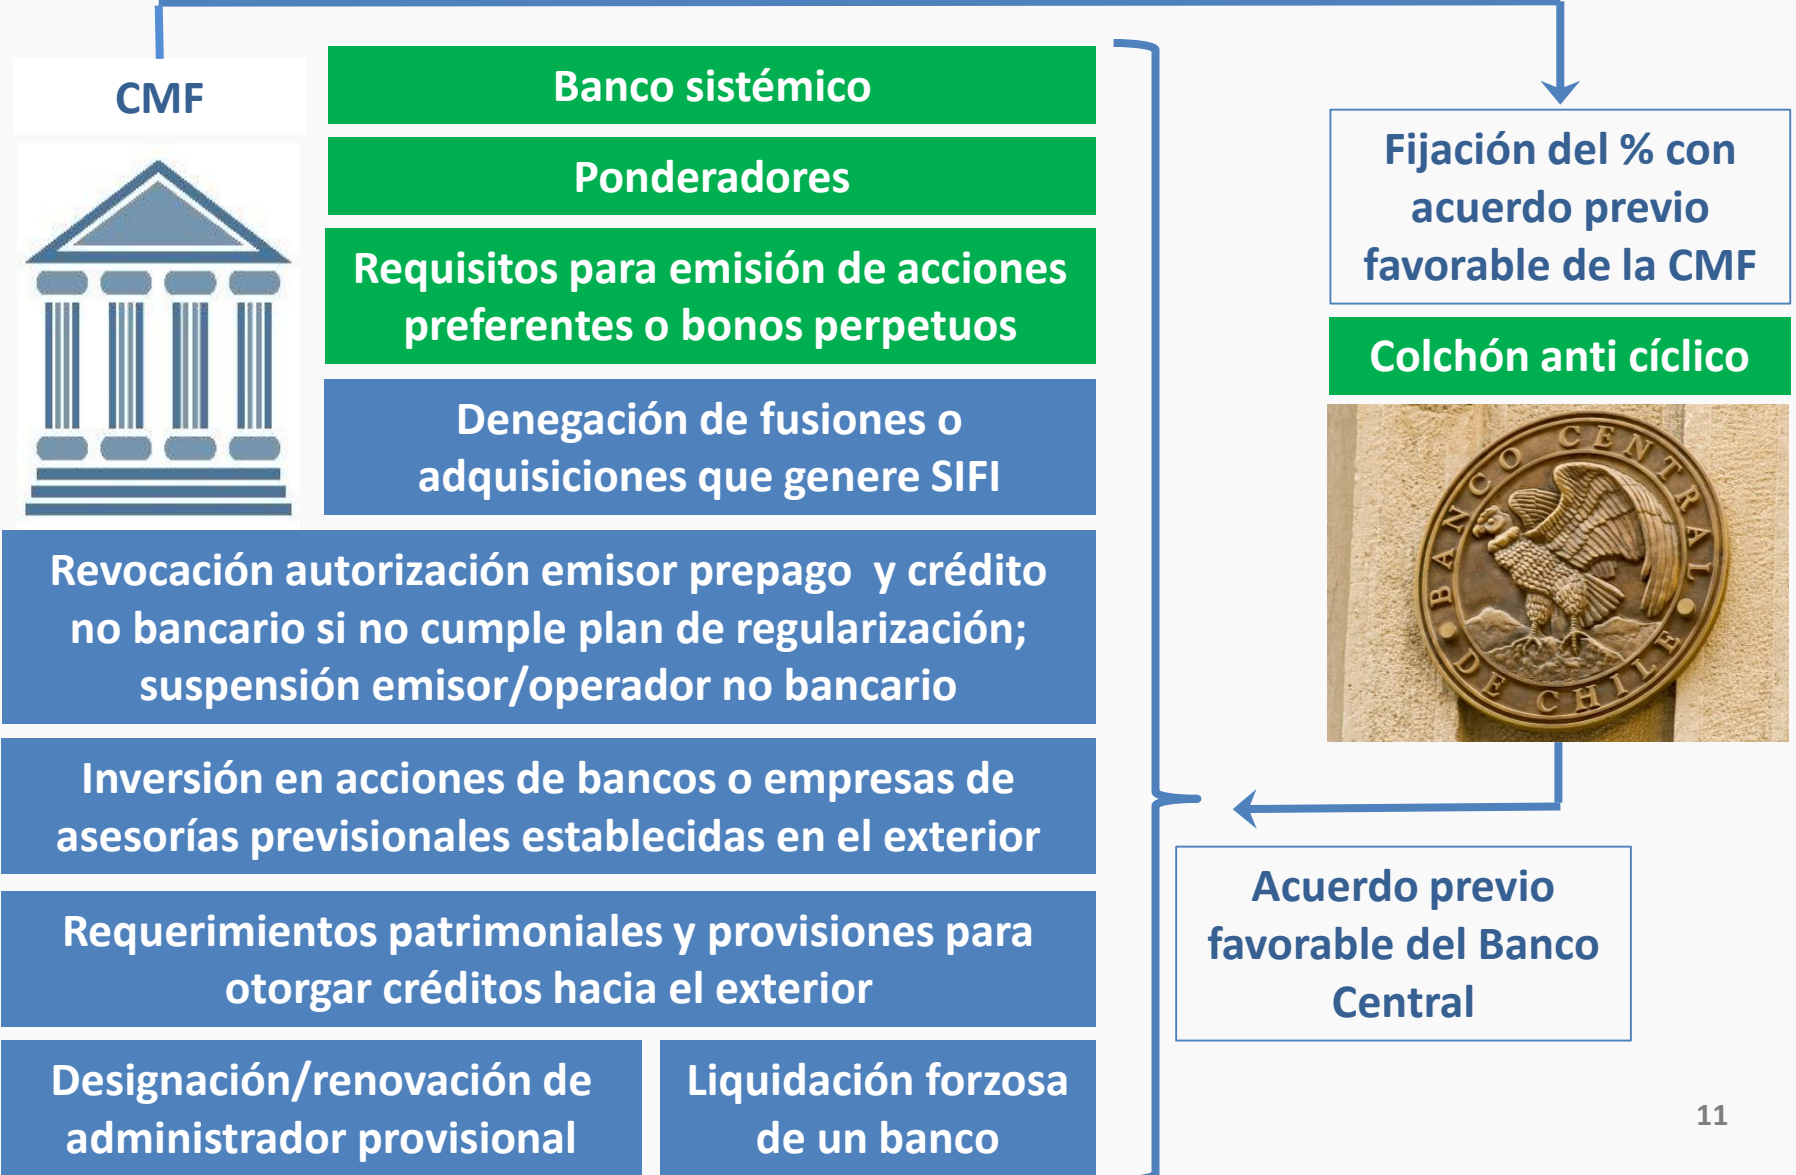 CMF
Banco sistémico
Ponderadores
Requisitos para emisión de acciones
preferentes o bonos perpetuos
Denegación de fusiones o
adquisiciones que genere SIFI
Revocación autorización emisor prepago y crédito
no bancario si no cumple plan de regularización;
suspensión emisor/operador no bancario
Inversión en acciones de bancos o empresas de
asesorías previsionales establecidas en el exterior
Requerimientos patrimoniales y provisiones para
otorgar créditos hacia el exterior
Designación/renovación de
administrador provisional
Liquidación forzosa
de un banco
Fijación del % con
acuerdo previo
favorable de la CMF
Colchón anti cíclico
BANCO CENTRAL
DE CHILE
Acuerdo previo
favorable del Banco
Central
11